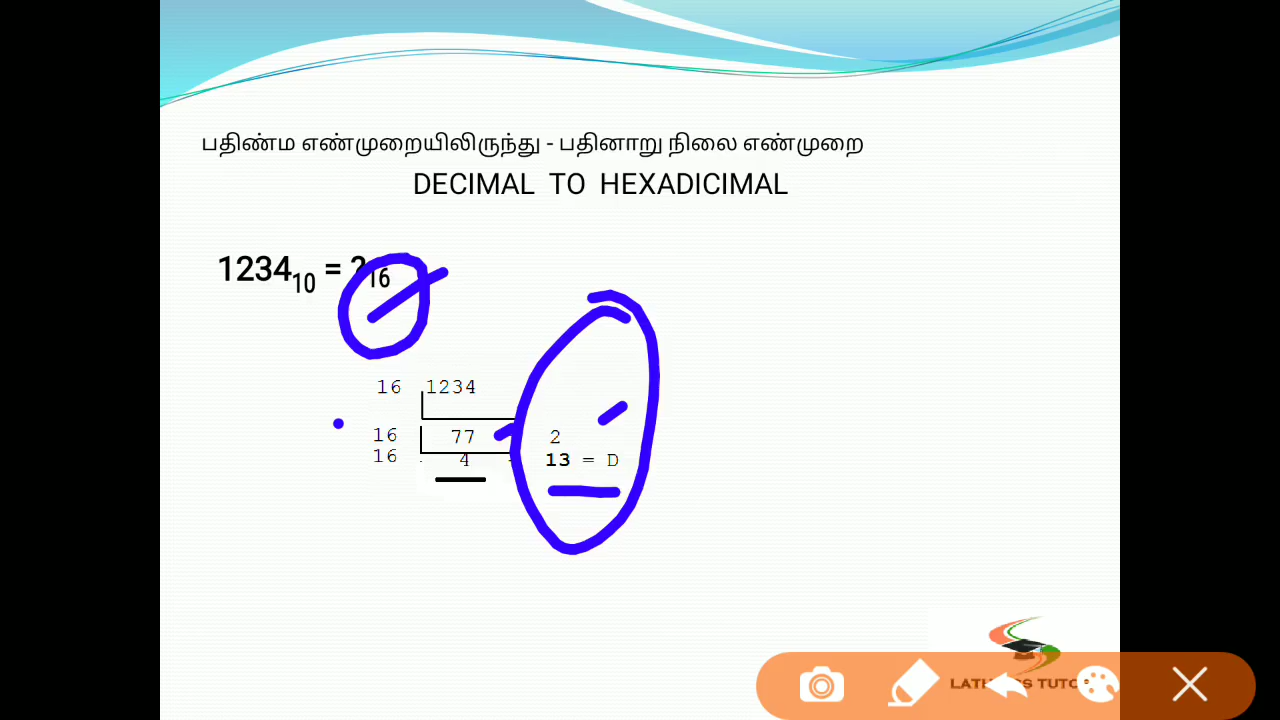 பதிண்ம எண்முறையிலிருந்து - பதினாறு நிலை எண்முறை
DECIMAL TO HEXADICIMAL
1234₁₀ = ?₁₆
16 1234
16 77 2
16 4 13 = D